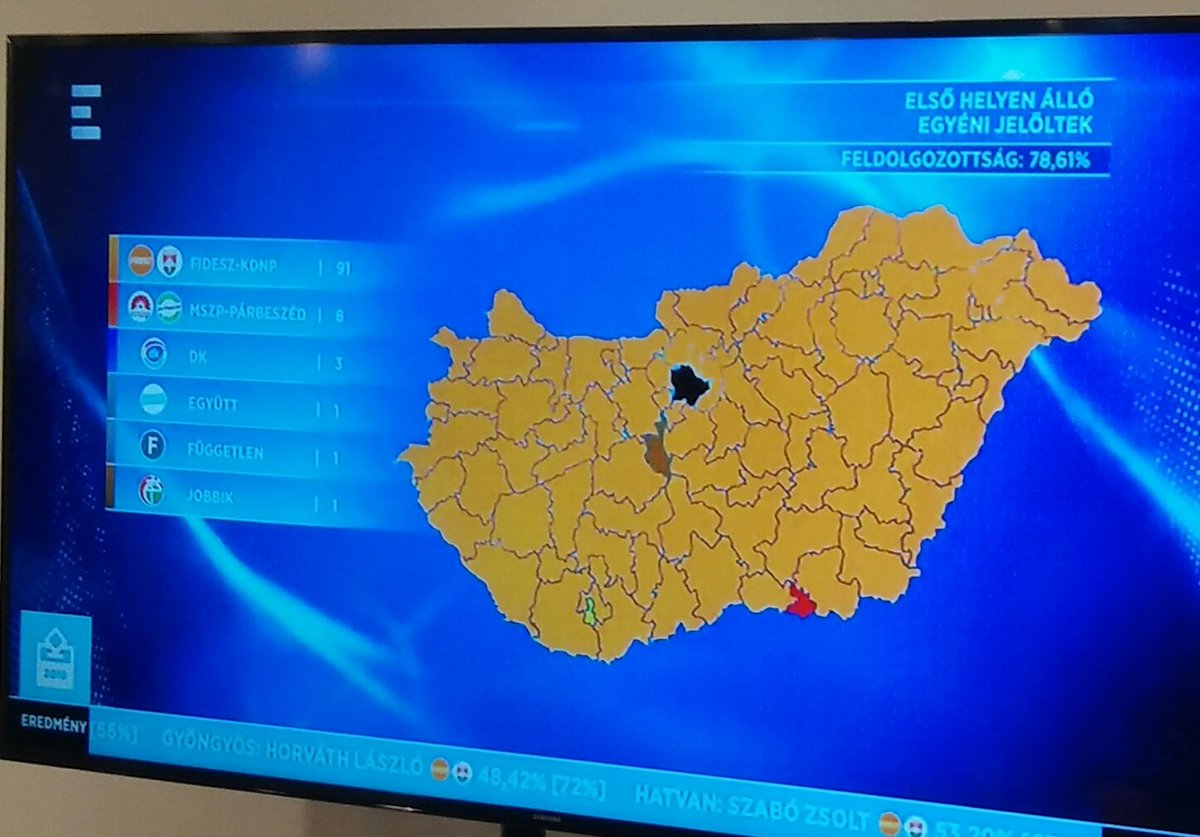 ELSŐ HELYEN ÁLLÓ
EGYÉNI JELÖLTEK
FELDOLGOZOTTSÁG: 78,61%
FIDESZ-KDNP | 91
MSZP-PÁRBESZÉD | 8
DK | 3
EGYÜTT | 1
F FÜGGETLEN | 1
JOBBIK | 1
2018
EREDMÉNY [66%] GYÖNGYÖS: HORVÁTH LÁSZLÓ 48,42% [72%] HATVAN: SZABÓ ZSOLT
SAMSUNG